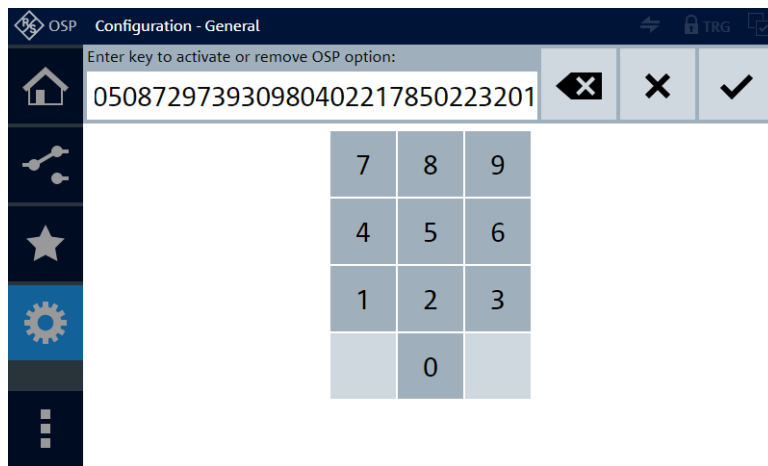 R&S OSP Configuration - General TRG
Enter key to activate or remove OSP option:
050872973930980402217850223201
7 8 9
4 5 6
1 2 3
0